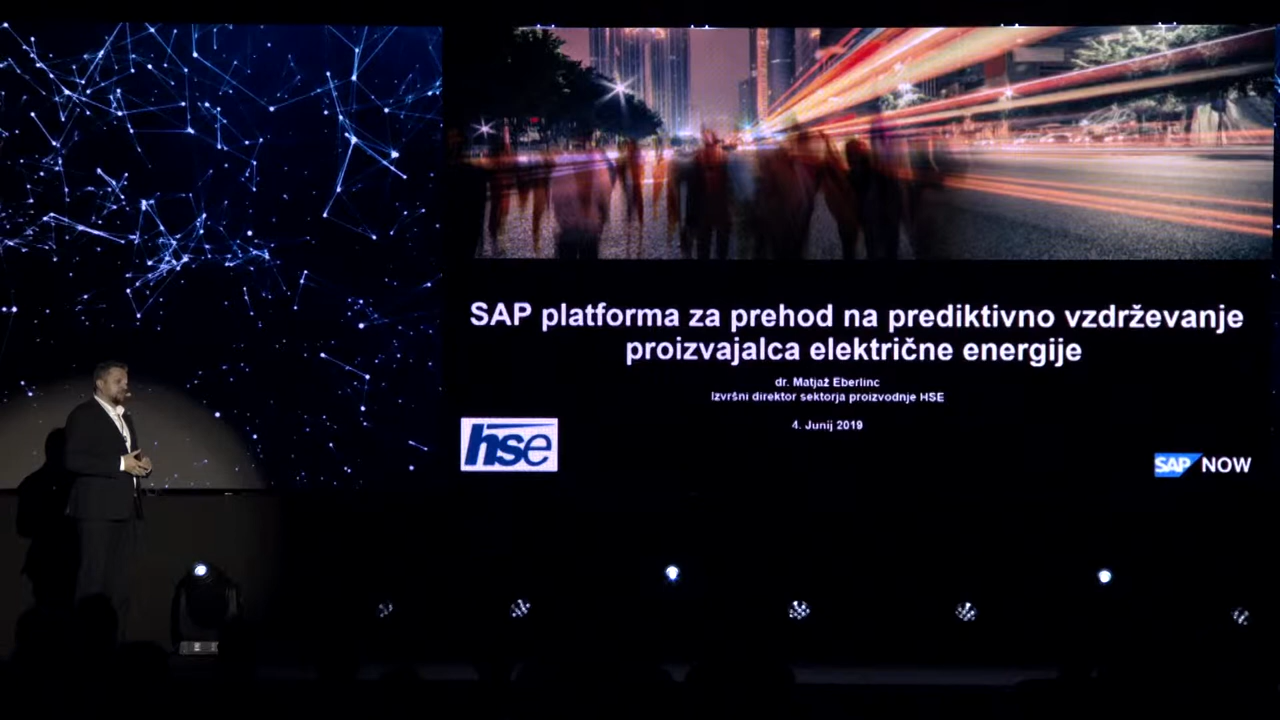 SAP platforma za prehod na prediktivno vzdrževanje
proizvajalca električne energije
dr. Matjaž Eberlinc
Izvršni direktor sektorja proizvodnje HSE
4. Junij 2019
hse
SAP NOW